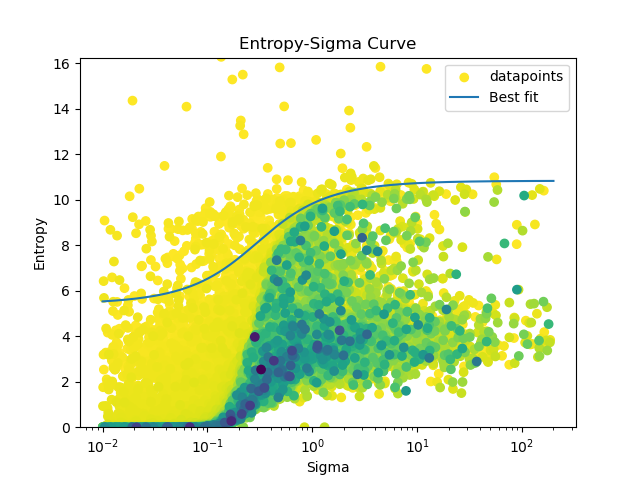 Entropy-Sigma Curve
datapoints
Best fit
Entropy
16
14
12
10
8
6
4
2
0
10⁻² 10⁻¹ 10⁰ 10¹ 10²
Sigma